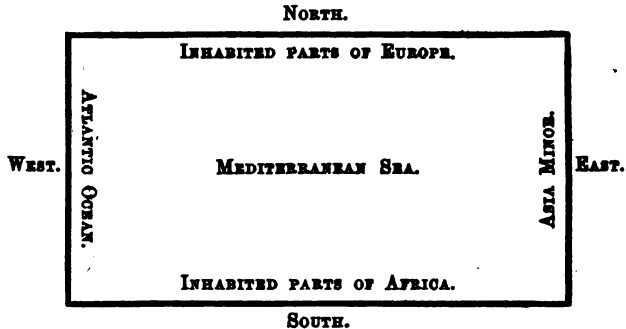 NORTH.
INHABITED PARTS OF EUROPE.
ATLANTIC OCEAN.
WEST.
MEDITERRANEAN SEA.
ASIA MINOR.
EAST.
INHABITED PARTS OF AFRICA.
SOUTH.